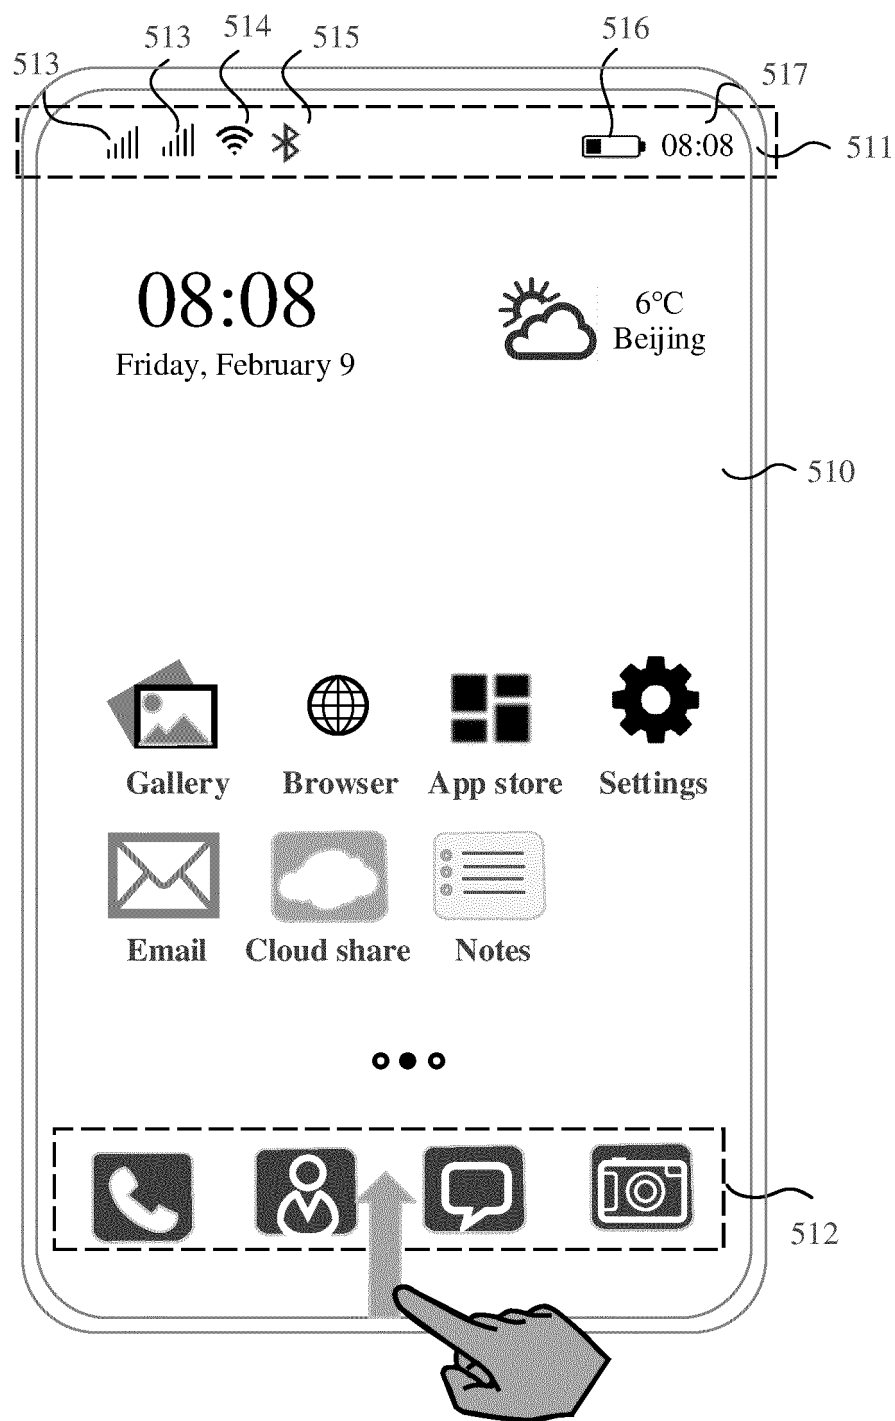 513
513
514
515
516
517
08:08
511
08:08
6°C
Beijing
Friday, February 9
510
Gallery
Browser
App store
Settings
Email
Cloud share
Notes
512